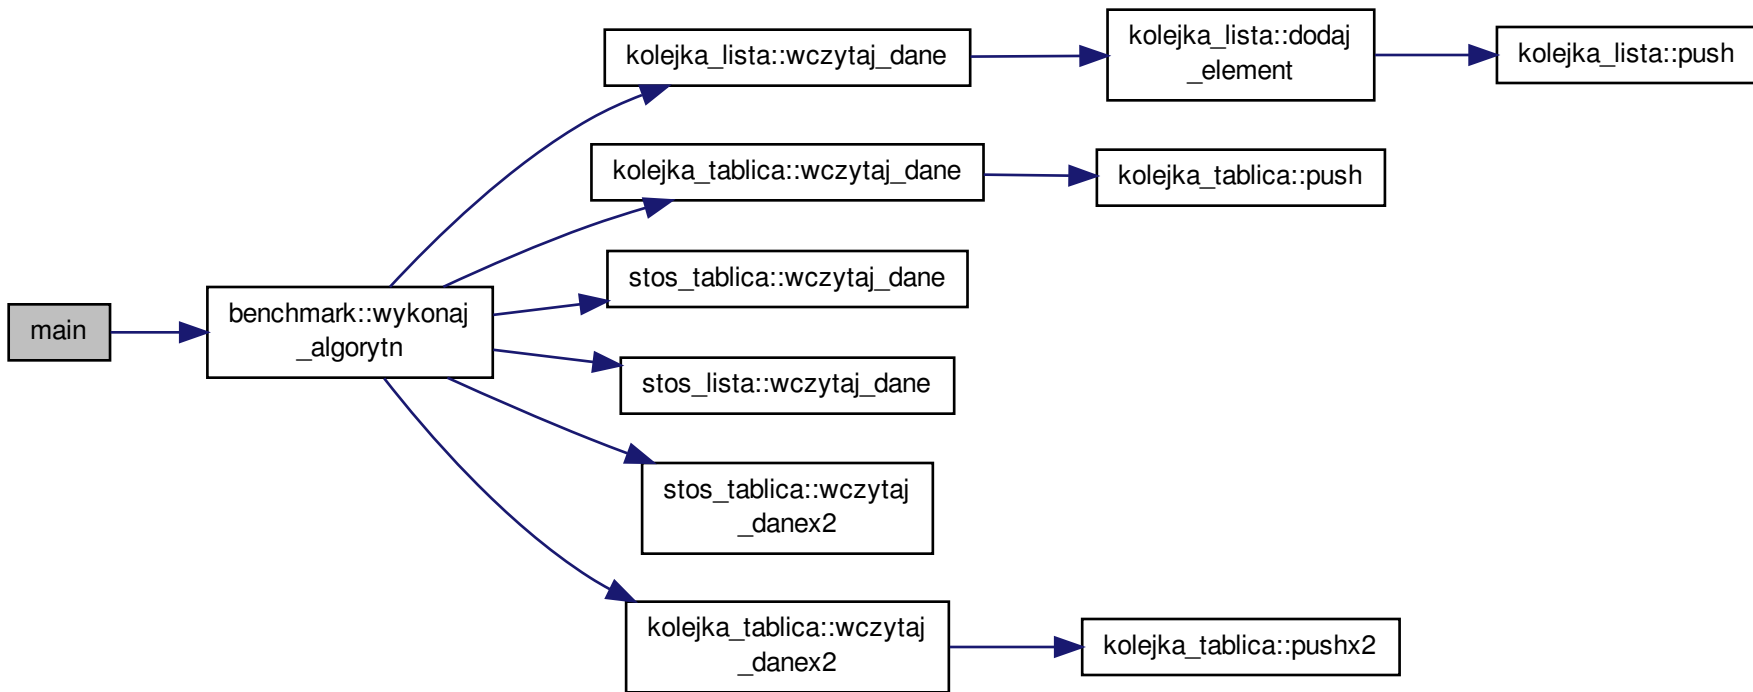 main
benchmark::wykonaj
_algorytn
kolejka_lista::wczytaj_dane
kolejka_lista::dodaj
_element
kolejka_lista::push
kolejka_tablica::wczytaj_dane
kolejka_tablica::push
stos_tablica::wczytaj_dane
stos_lista::wczytaj_dane
stos_tablica::wczytaj
_danex2
kolejka_tablica::wczytaj
_danex2
kolejka_tablica::pushx2